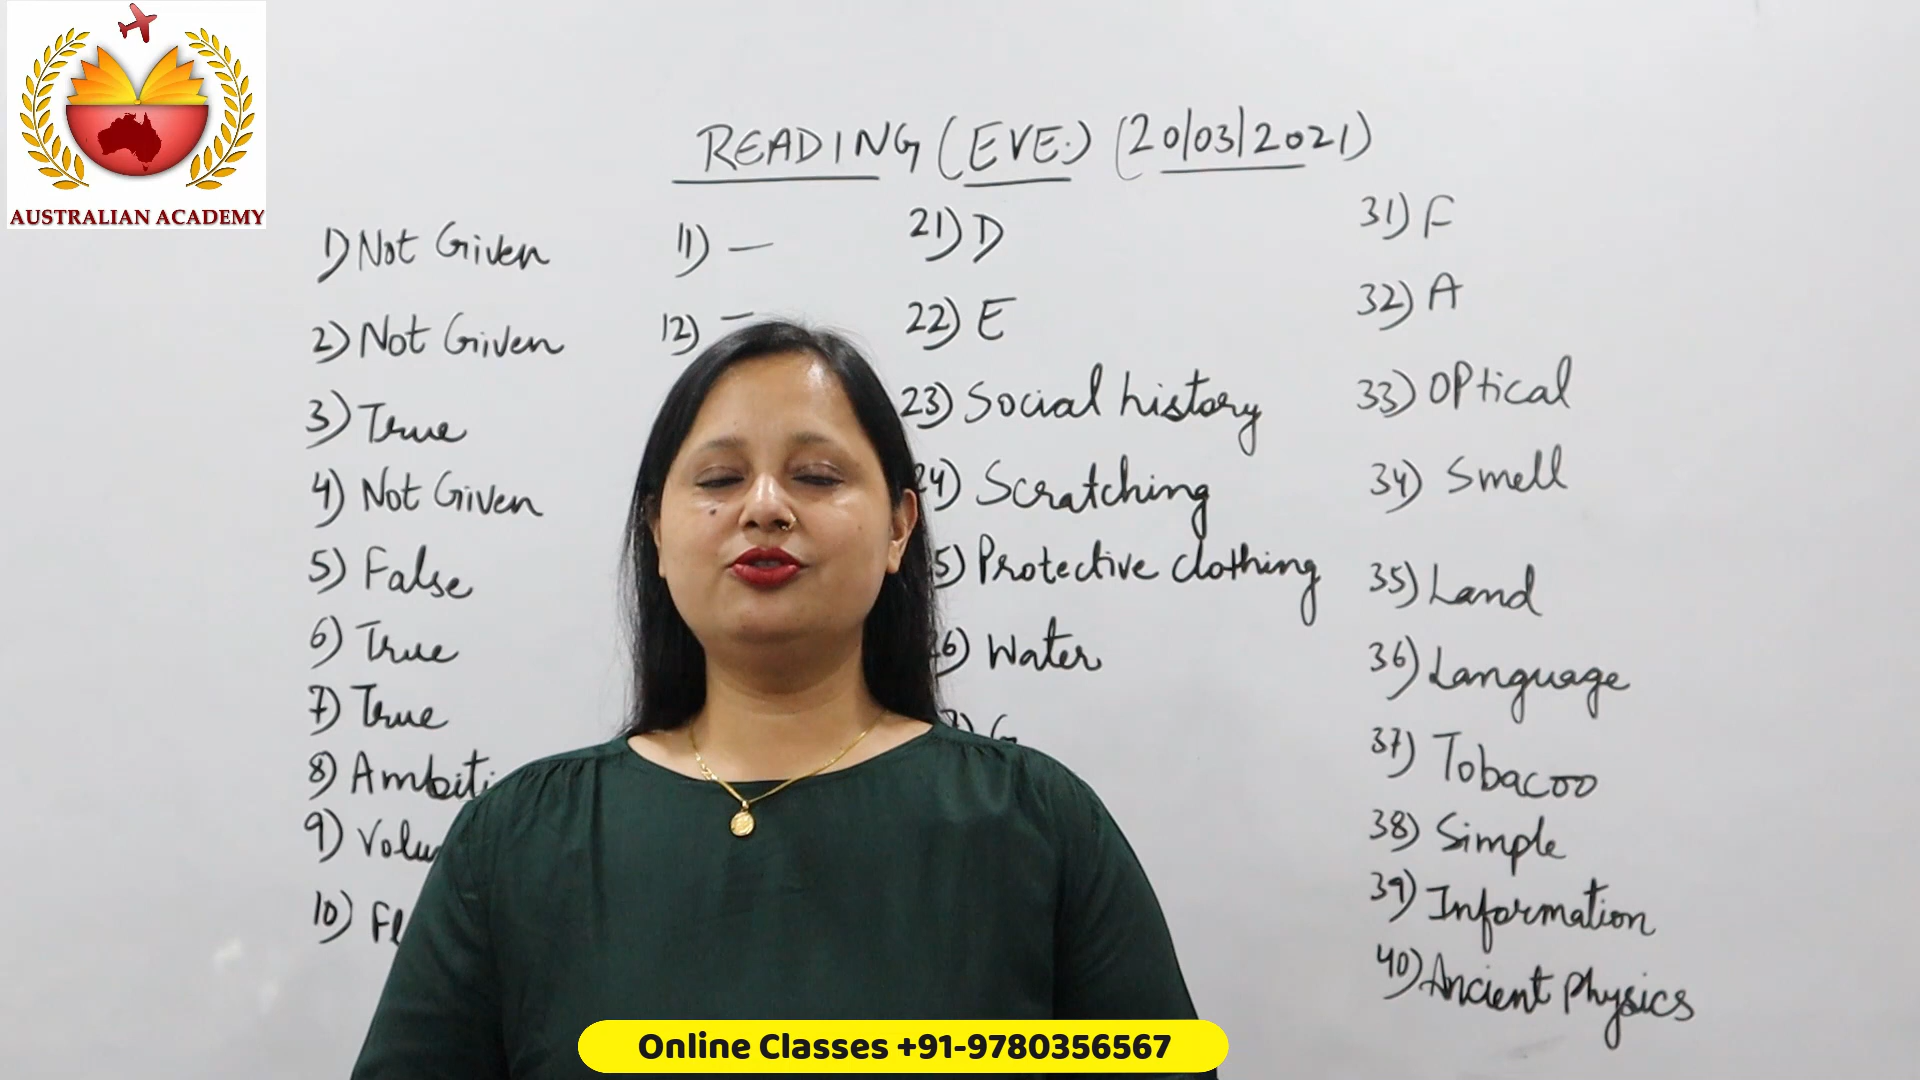 AUSTRALIAN ACADEMY
READING (EVE.) (20/03/2021)
1) Not Given
2) Not Given
3) True
4) Not Given
5) False
6) True
7) True
8)
9)
10)
11) —
12) —
21) D
22) E
23) Social history
24) Scratching
5) Protective clothing
26) Water
G
31) F
32) A
33) Optical
34) Smell
35) Land
36) Language
37) Tobacoo
38) Simple
39) Information
40) Ancient Physics
Online Classes +91-9780356567